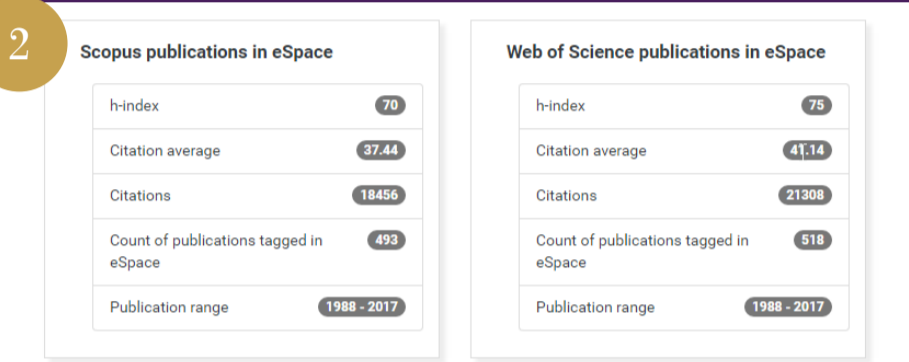 2
Scopus publications in eSpace
h-index 70
Citation average 37.44
Citations 18456
Count of publications tagged in 493
eSpace
Publication range 1988 - 2017
Web of Science publications in eSpace
h-index 75
Citation average 41.14
Citations 21308
Count of publications tagged in 518
eSpace
Publication range 1988 - 2017